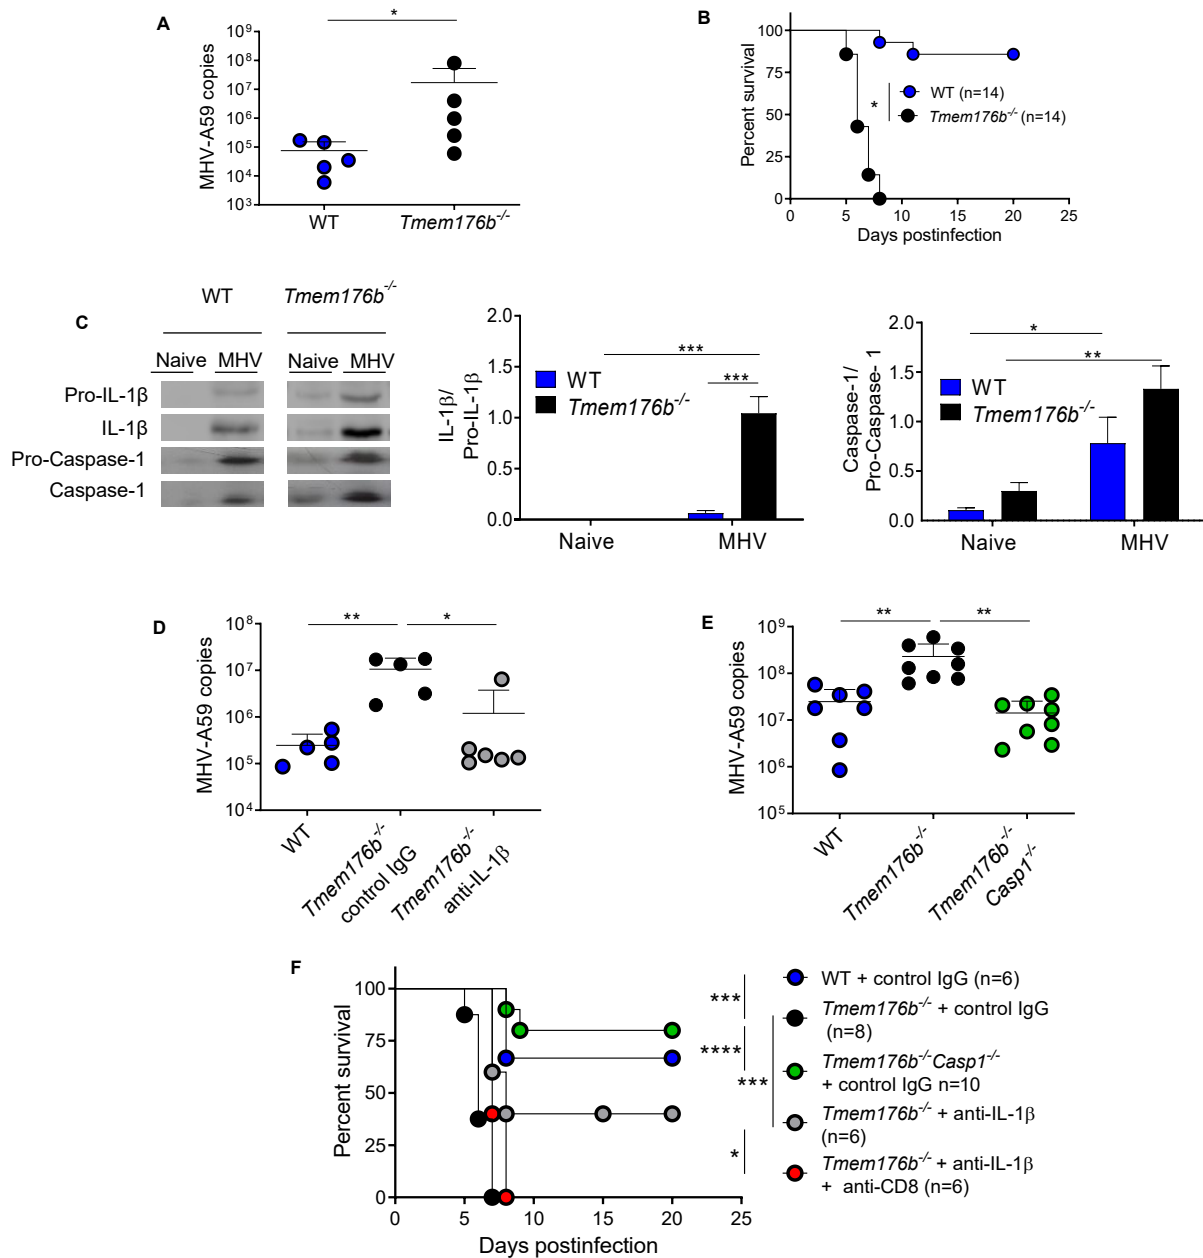 A
*
MHV-A59 copies
10⁹
10⁸
10⁷
10⁶
10⁵
10⁴
10³
WT
Tmem176b-/-
B
Percent survival
100
75
50
25
0
0 5 10 15 20 25
Days postinfection
*
WT (n=14)
Tmem176b-/- (n=14)
C
WT
Tmem176b-/-
Naive MHV Naive MHV
Pro-IL-1β
IL-1β
Pro-Caspase-1
Caspase-1
IL-1β/
Pro-IL-1β
2.0
1.5
1.0
0.5
0.0
***
***
WT
Tmem176b-/-
Naive MHV
Caspase-1/
Pro-Caspase- 1
2.0
1.5
1.0
0.5
0.0
*
**
WT
Tmem176b-/-
Naive MHV
D
** *
MHV-A59 copies
10⁸
10⁷
10⁶
10⁵
10⁴
WT
Tmem176b-/-
control IgG
Tmem176b-/-
anti-IL-1β
E
** **
MHV-A59 copies
10⁹
10⁸
10⁷
10⁶
10⁵
WT
Tmem176b-/-
Tmem176b-/-
Casp1-/-
F
Percent survival
100
75
50
25
0
0 5 10 15 20 25
Days postinfection
***
****
***
*
WT + control IgG (n=6)
Tmem176b-/- + control IgG
(n=8)
Tmem176b-/-Casp1-/-
+ control IgG n=10
Tmem176b-/- + anti-IL-1β
(n=6)
Tmem176b-/- + anti-IL-1β
+ anti-CD8 (n=6)